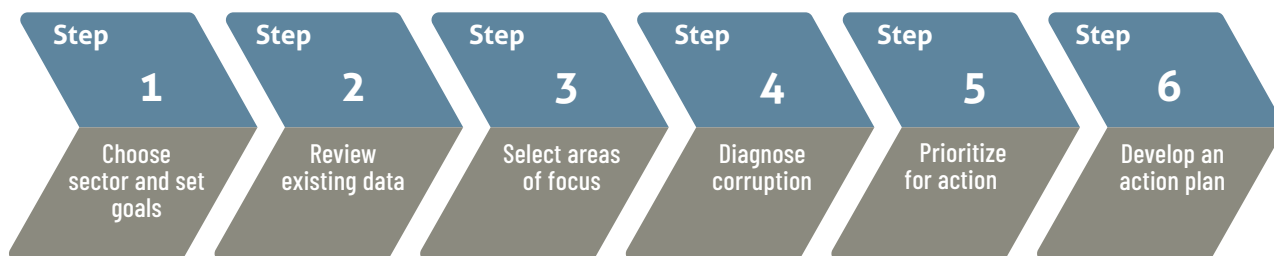 Step
1
Choose
sector and set
goals
Step
2
Review
existing data
Step
3
Select areas
of focus
Step
4
Diagnose
corruption
Step
5
Prioritize
for action
Step
6
Develop an
action plan